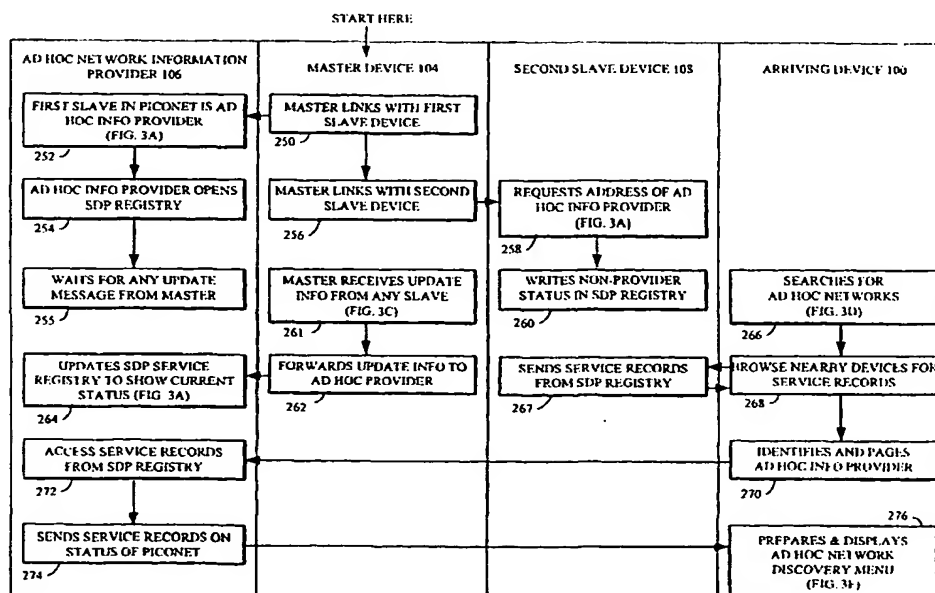 START HERE
AD HOC NETWORK INFORMATION
PROVIDER 106
FIRST SLAVE IN PICONET IS AD
HOC INFO PROVIDER
(FIG. 3A)
252
AD HOC INFO PROVIDER OPENS
SDP REGISTRY
254
WAITS FOR ANY UPDATE
MESSAGE FROM MASTER
255
UPDATES SDP SERVICE
REGISTRY TO SHOW CURRENT
STATUS (FIG. 3A)
264
ACCESS SERVICE RECORDS
FROM SDP REGISTRY
272
SENDS SERVICE RECORDS ON
STATUS OF PICONET
274
MASTER DEVICE 104
MASTER LINKS WITH FIRST
SLAVE DEVICE
250
MASTER LINKS WITH SECOND
SLAVE DEVICE
256
MASTER RECEIVES UPDATE
INFO FROM ANY SLAVE
(FIG. 3C)
261
FORWARDS UPDATE INFO TO
AD HOC PROVIDER
262
SECOND SLAVE DEVICE 108
REQUESTS ADDRESS OF AD
HOC INFO PROVIDER
(FIG. 3A)
258
WRITES NON-PROVIDER
STATUS IN SDP REGISTRY
260
SENDS SERVICE RECORDS
FROM SDP REGISTRY
267
ARRIVING DEVICE 100
SEARCHES FOR
AD HOC NETWORKS
(FIG. 3D)
266
BROWSE NEARBY DEVICES FOR
SERVICE RECORDS
268
IDENTIFIES AND PAGES
AD HOC INFO PROVIDER
270
276
PREPARES & DISPLAYS
AD HOC NETWORK
DISCOVERY MENU
(FIG. 3F)